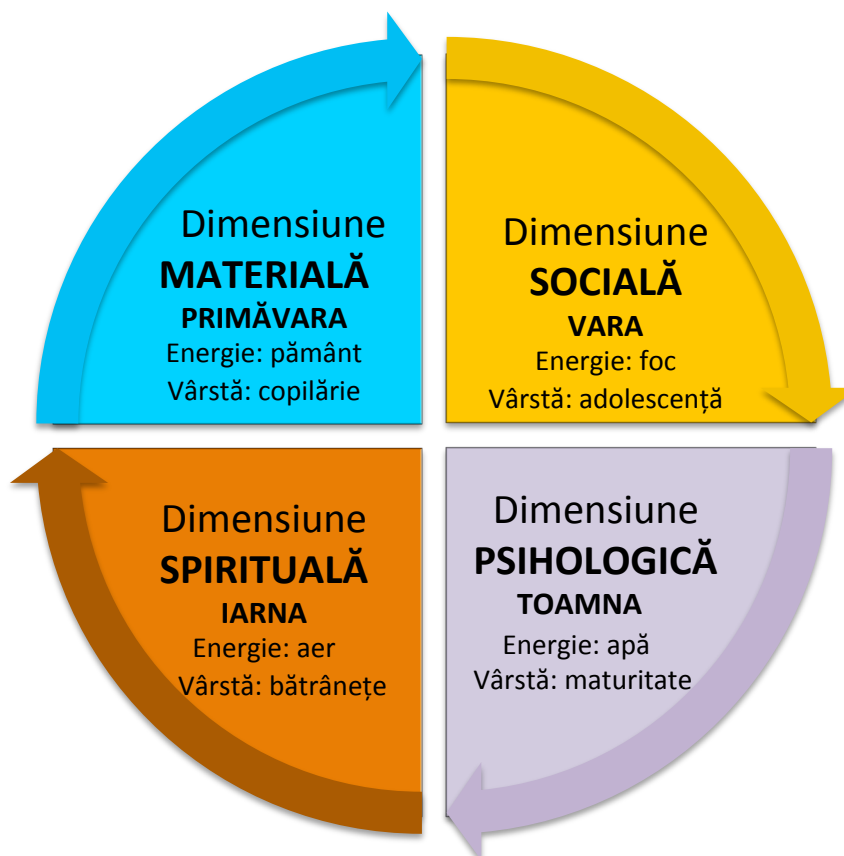 Dimensiune
MATERIALĂ
PRIMĂVARA
Energie: pământ
Vârstă: copilărie
Dimensiune
SOCIALĂ
VARA
Energie: foc
Vârstă: adolescență
Dimensiune
SPIRITUALĂ
IARNA
Energie: aer
Vârstă: bătrânețe
Dimensiune
PSIHOLOGICĂ
TOAMNA
Energie: apă
Vârstă: maturitate